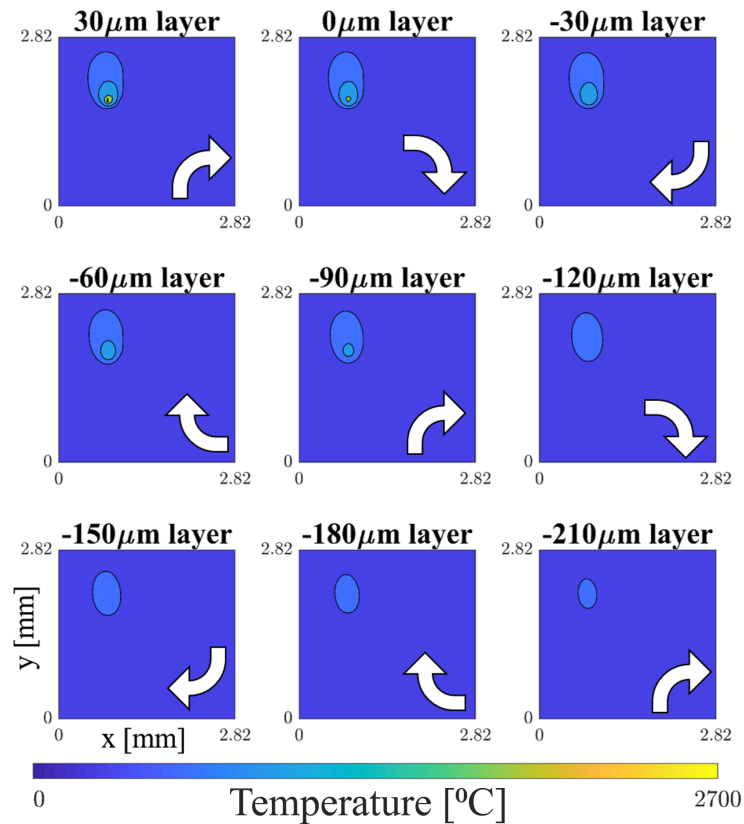 30μm layer 0μm layer -30μm layer
2.82 2.82 2.82
0 0 0
0 2.82 0 2.82 0 2.82
-60μm layer -90μm layer -120μm layer
2.82 2.82 2.82
0 0 0
0 2.82 0 2.82 0 2.82
-150μm layer -180μm layer -210μm layer
2.82 2.82 2.82
y [mm]
0 0 0
0 2.82 0 2.82 0 2.82
x [mm]
0 Temperature [ºC] 2700